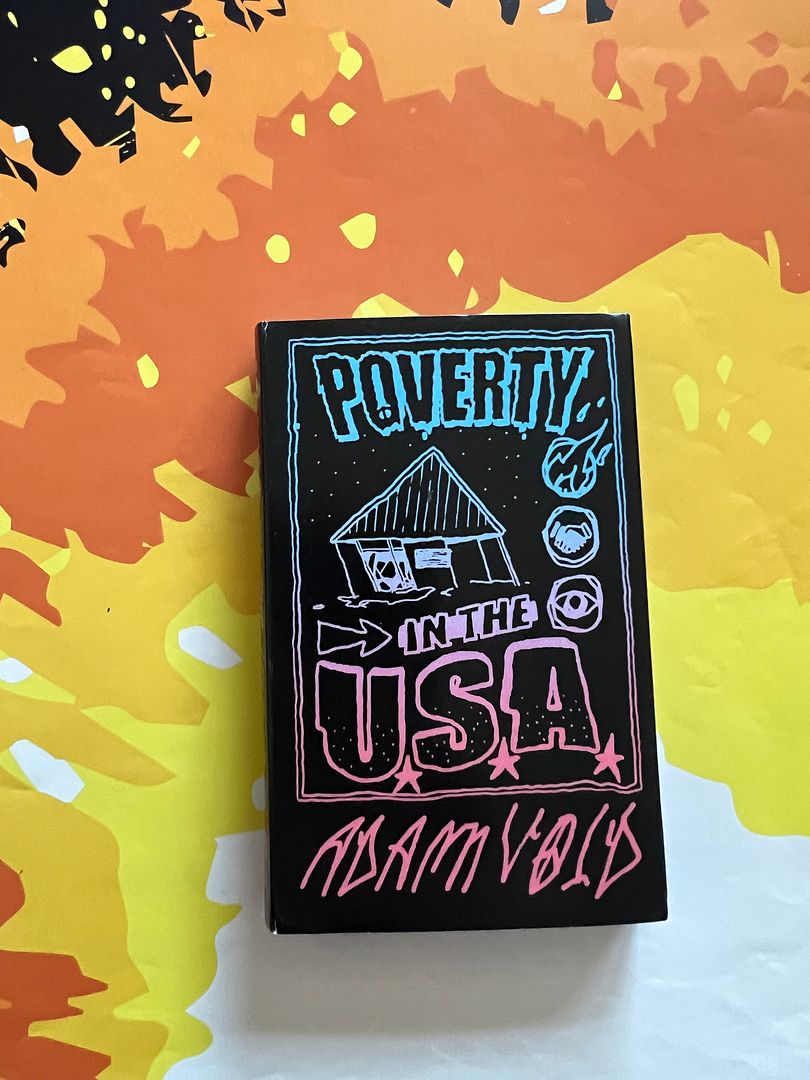 POVERTY
IN THE
USA
ADAM VOID